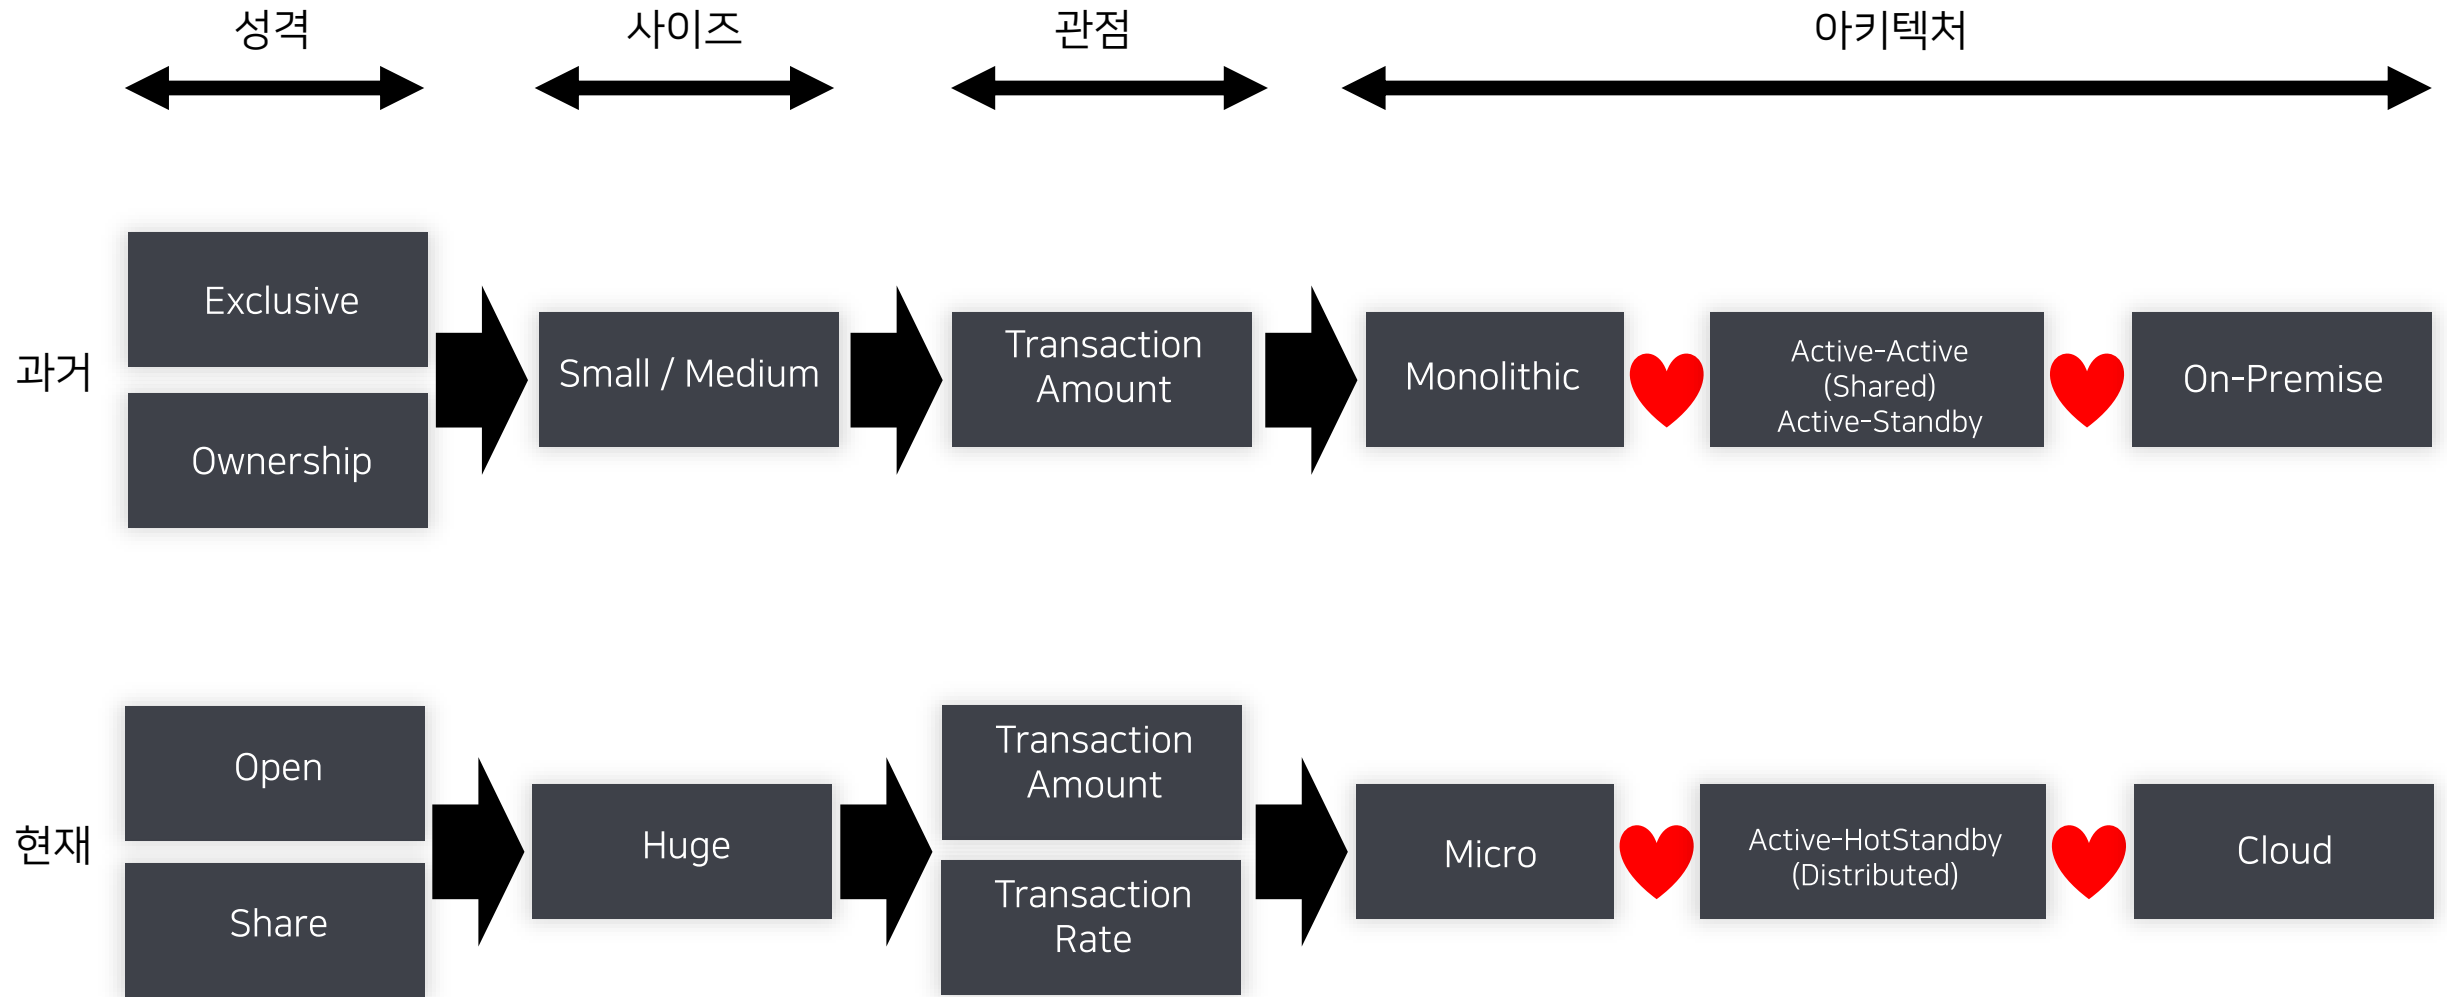 성격
사이즈
관점
아키텍처
과거
Exclusive
Ownership
Small / Medium
Transaction
Amount
Monolithic
Active-Active
(Shared)
Active-Standby
On-Premise
현재
Open
Share
Huge
Transaction
Amount
Transaction
Rate
Micro
Active-HotStandby
(Distributed)
Cloud